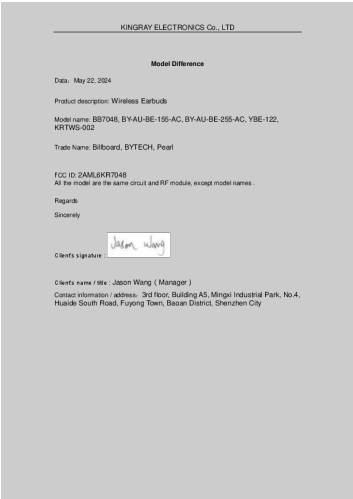 KINGRAY ELECTRONICS Co., LTD
Model Difference
Data: May 22, 2024
Product description: Wireless Earbuds
Model name: BB7048, BY-AU-BE-155-AC, BY-AU-BE-255-AC, YBE-122,
KRTWS-002
Trade Name: Billboard, BYTECH, Pearl
FCC ID: 2AML6KR7048
All the model are the same circuit and RF module, except model names .
Regards
Sincerely
Jason Wang
Client's signature :
Client's name / title : Jason Wang ( Manager )
Contact information / address: 3rd floor, Building A5, Mingxi Industrial Park, No.4,
Huaide South Road, Fuyong Town, Baoan District, Shenzhen City